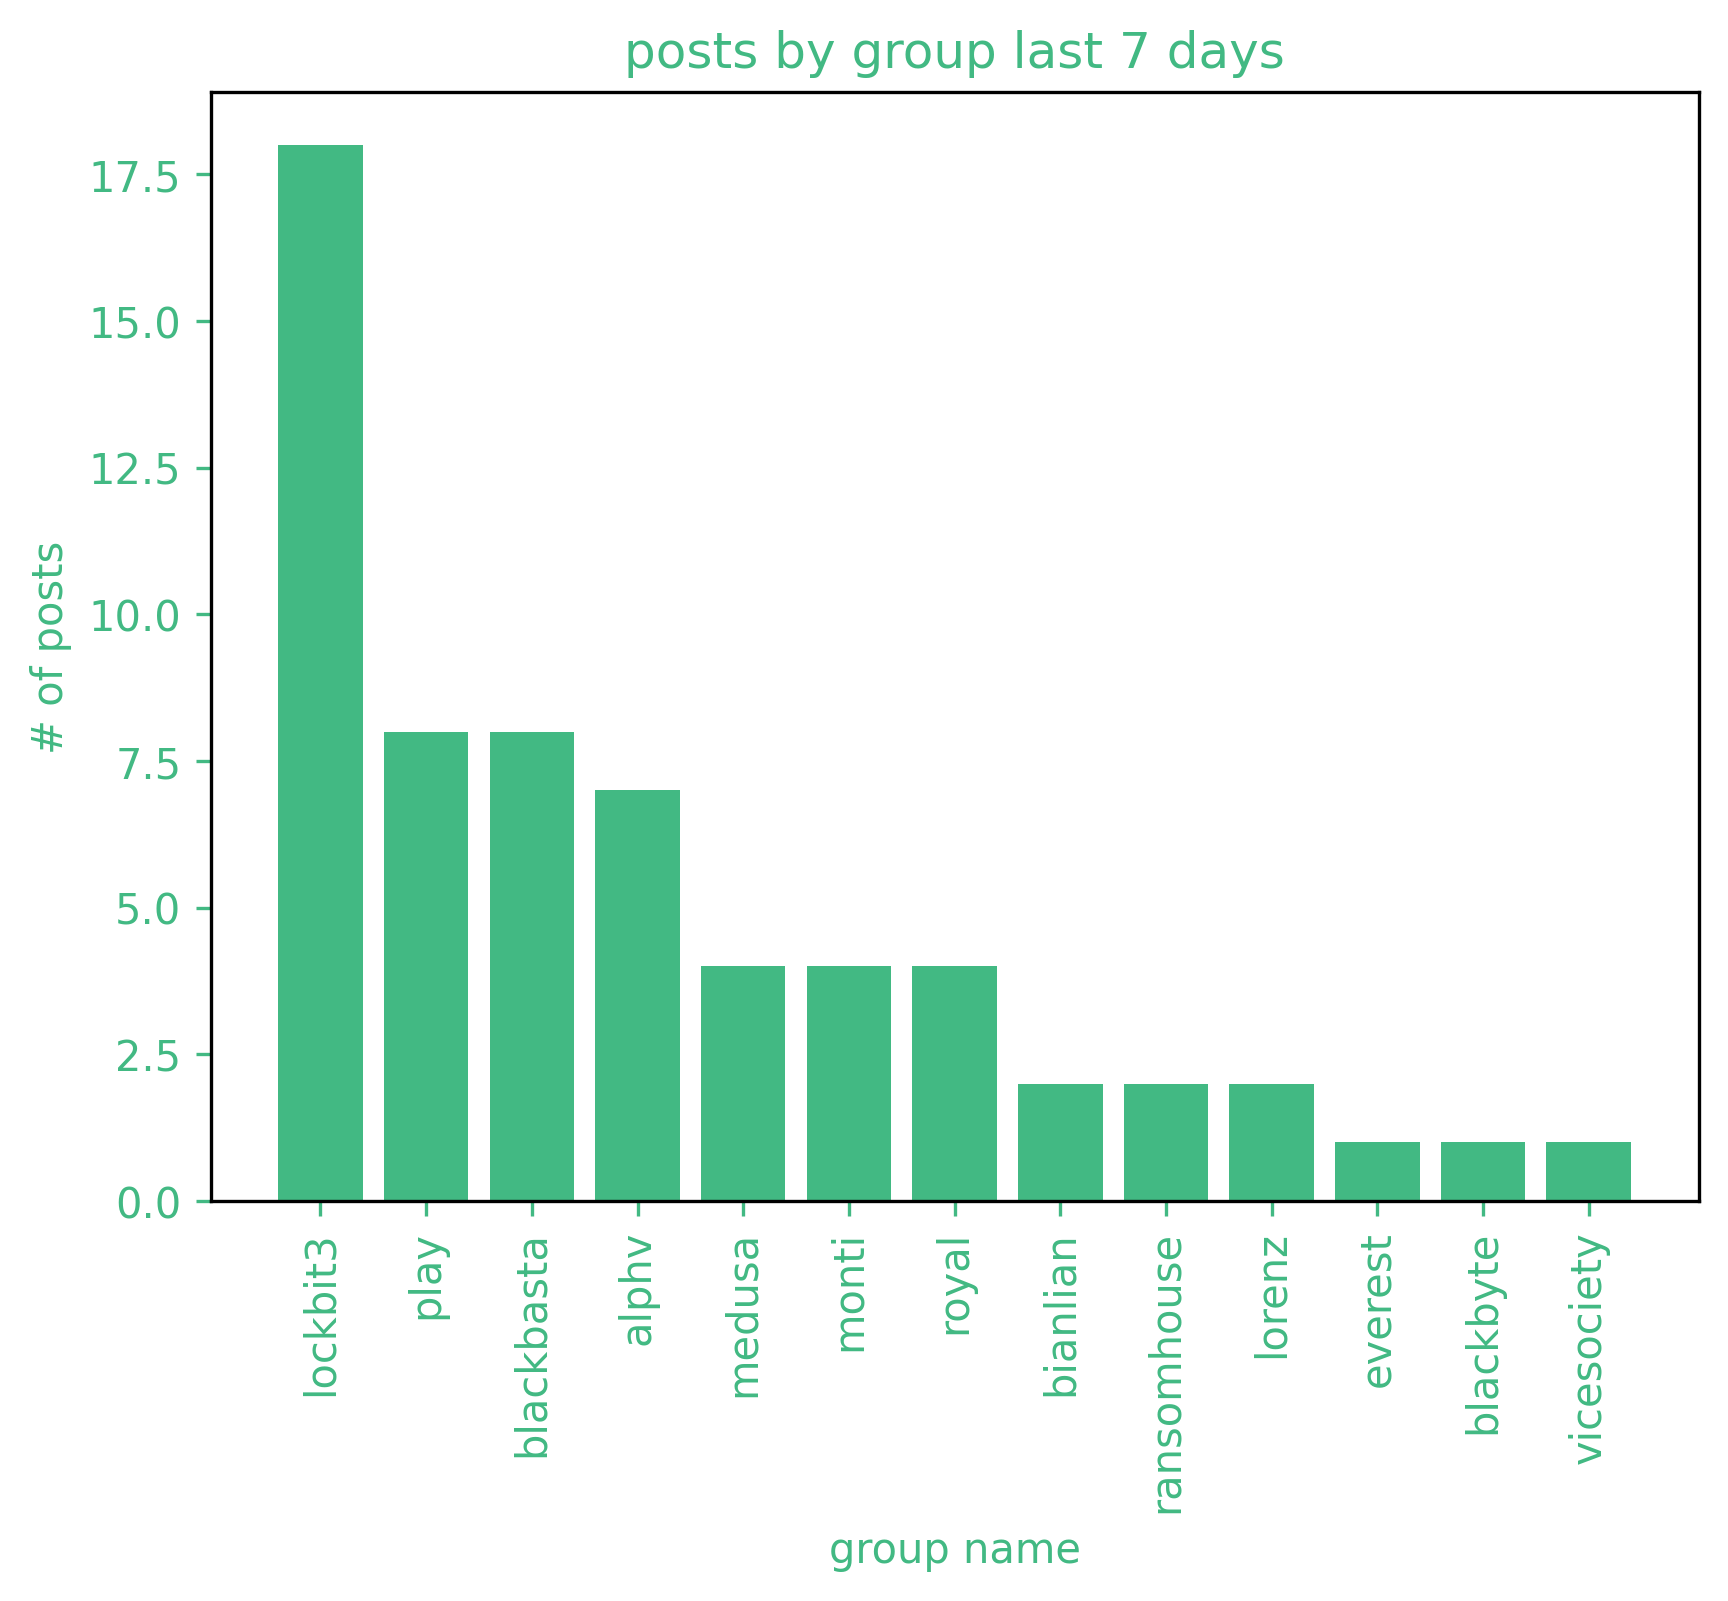 posts by group last 7 days
17.5
15.0
12.5
10.0
7.5
5.0
2.5
0.0
# of posts
lockbit3
play
blackbasta
alphv
medusa
monti
royal
bianlian
ransomhouse
lorenz
everest
blackbyte
vicesociety
group name